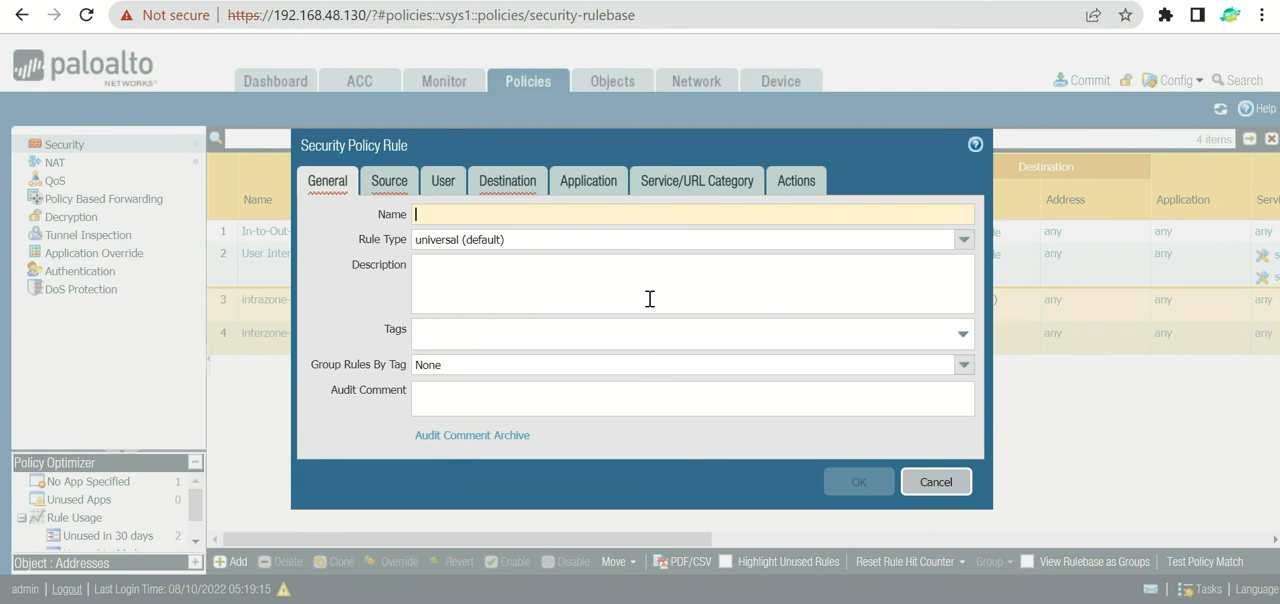 Not secure | https://192.168.48.130/?#policies::vsys1::policies/security-rulebase
paloalto
NETWORKS
Dashboard ACC Monitor Policies Objects Network Device
Commit Config Search
Help
Security
NAT
QoS
Policy Based Forwarding
Decryption
Tunnel Inspection
Application Override
Authentication
DoS Protection
4 items
Destination
Name Address Application Servi
1 In-to-Out- any any any
2 User Inter any any
3 intrazone- any any any
4 interzone- any any any
Security Policy Rule
General Source User Destination Application Service/URL Category Actions
Name
Rule Type universal (default)
Description
Tags
Group Rules By Tag None
Audit Comment
Audit Comment Archive
OK Cancel
Policy Optimizer
No App Specified 1
Unused Apps 0
Rule Usage
Unused in 30 days 2
Object : Addresses
Add Delete Clone Override Revert Enable Disable Move PDF/CSV Highlight Unused Rules Reset Rule Hit Counter Group View Rulebase as Groups Test Policy Match
admin | Logout | Last Login Time: 08/10/2022 05:19:15 Tasks | Language